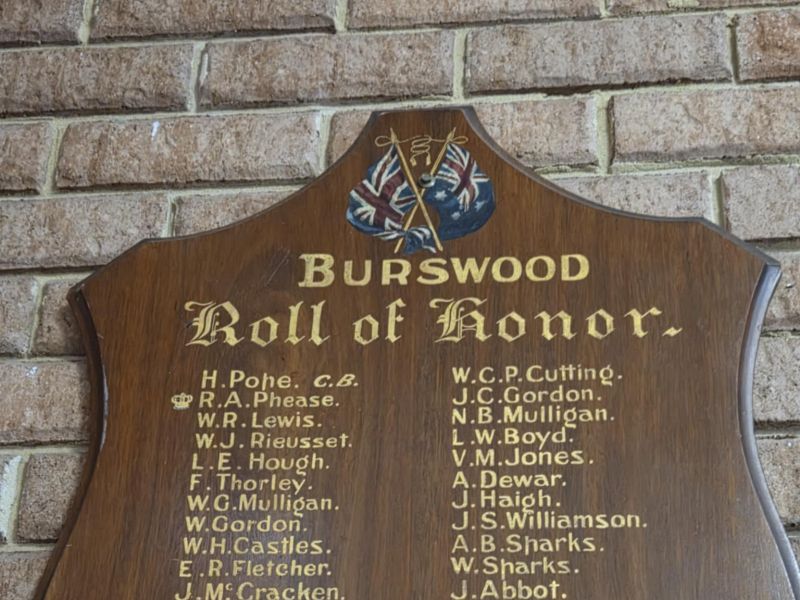 BURSWOOD
Roll of Honor.
H. Pope. C.B.
R.A. Phease.
W.R. Lewis.
W.J. Rieusset.
L.E. Hough.
F. Thorley.
W.G. Mulligan.
W. Gordon.
W.H. Castles.
E.R. Fletcher.
J. McCracken.
W.C.P. Cutting.
J.C. Gordon.
N.B. Mulligan.
L.W. Boyd.
V.M. Jones.
A. Dewar.
J. Haigh.
J.S. Williamson.
A.B. Sharks.
W. Sharks.
J. Abbot.